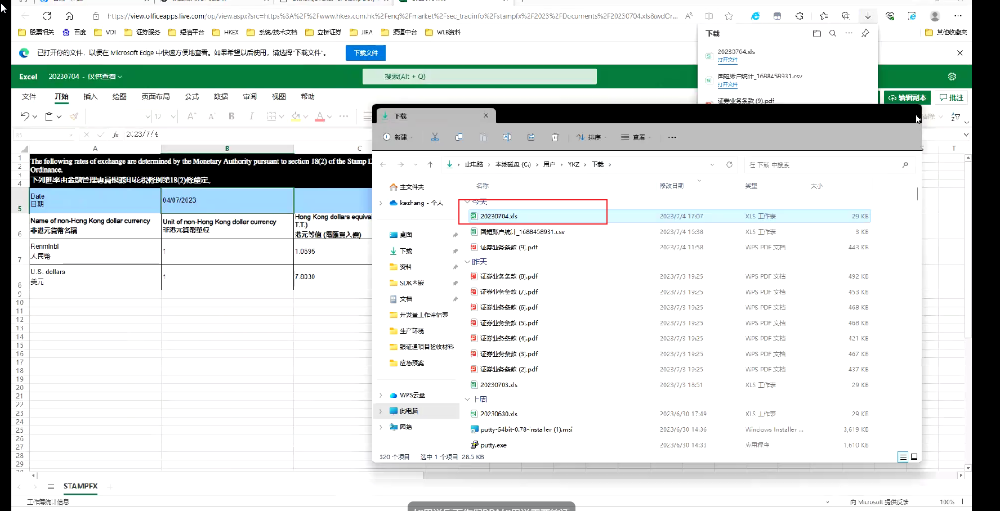 https://view.officeapps.live.com/op/view.aspx?src=https%3A%2F%2Fwww.hkex.com.hk%2Feng%2Fmarket%2Fsec_tradinfo%2Fstampfx%2F2023%2FDocuments%2F20230704.xls&wdOr...
股票相关 百度 VDI 证券服务 短信平台 HKEX 系统/技术文档 立桥证券 JIRA 渠道中台 WLB资料 其他收藏夹
已打开你的文件，以便在 Microsoft Edge 中快速方便地查看。如果希望以后使用，请选择"下载文件"。 下载文件
下载
20230704.xls
打开文件
国短账户统计_1688458931.csv
打开文件
证券业务条款 (9).pdf
Excel 20230704 - 仅供查看 搜索(Alt + Q)
文件 开始 插入 绘图 页面布局 公式 数据 审阅 视图 帮助 编辑副本 批注
12 B I 清除
fx 2023/7/4
A B C S T
The following rates of exchange are determined by the Monetary Authority pursuant to section 18(2) of the Stamp D
Ordinance.
下列匯率由金融管理專員根據印花稅條例第18(2)條釐定。
Date
日期
04/07/2023
Name of non-Hong Kong dollar currency
非港元貨幣名稱
Unit of non-Hong Kong dollar currency
非港元貨幣單位
Hong Kong dollars equival
T.T.)
港元等值 (電匯買入價)
Renminbi
人民幣
1
1.0695
U.S. dollars
美元
1
7.8030
1
2
3
4
5
6
7
8
9
10
11
12
13
14
15
16
17
18
19
20
21
22
23
24
25
26
27
28
29
下载
新建 排序 查看
此电脑 本地磁盘 (C:) 用户 YKZ 下载 在 下载 中搜索
主文件夹
kezhang - 个人
桌面
下载
资料
SDK内嵌
文档
开发量工作评估表
生产环境
银证通项目验收材料
应急预案
WPS云盘
此电脑
网络
名称 修改日期 类型 大小
今天
20230704.xls 2023/7/4 17:07 XLS 工作表 29 KB
国短账户统计_1688458931.csv 2023/7/4 16:38 XLS 工作表 3 KB
证券业务条款 (9).pdf 2023/7/4 11:58 WPS PDF 文档 443 KB
昨天
证券业务条款 (8).pdf 2023/7/3 19:25 WPS PDF 文档 492 KB
证券业务条款 (7).pdf 2023/7/3 19:25 WPS PDF 文档 453 KB
证券业务条款 (6).pdf 2023/7/3 19:25 WPS PDF 文档 468 KB
证券业务条款 (5).pdf 2023/7/3 19:25 WPS PDF 文档 468 KB
证券业务条款 (4).pdf 2023/7/3 19:25 WPS PDF 文档 421 KB
证券业务条款 (3).pdf 2023/7/3 19:25 WPS PDF 文档 467 KB
证券业务条款 (2).pdf 2023/7/3 19:25 WPS PDF 文档 437 KB
20230703.xls 2023/7/3 18:51 XLS 工作表 29 KB
上周
20230630.xls 2023/6/30 17:49 XLS 工作表 29 KB
putty-64bit-0.78-installer (1).msi 2023/6/30 14:36 Windows Installer ... 3,619 KB
putty.exe 2023/6/30 14:33 应用程序 1,610 KB
320 个项目 选中 1 个项目 28.5 KB
STAMPFX
工作簿统计信息 向 Microsoft 提供反馈 100%